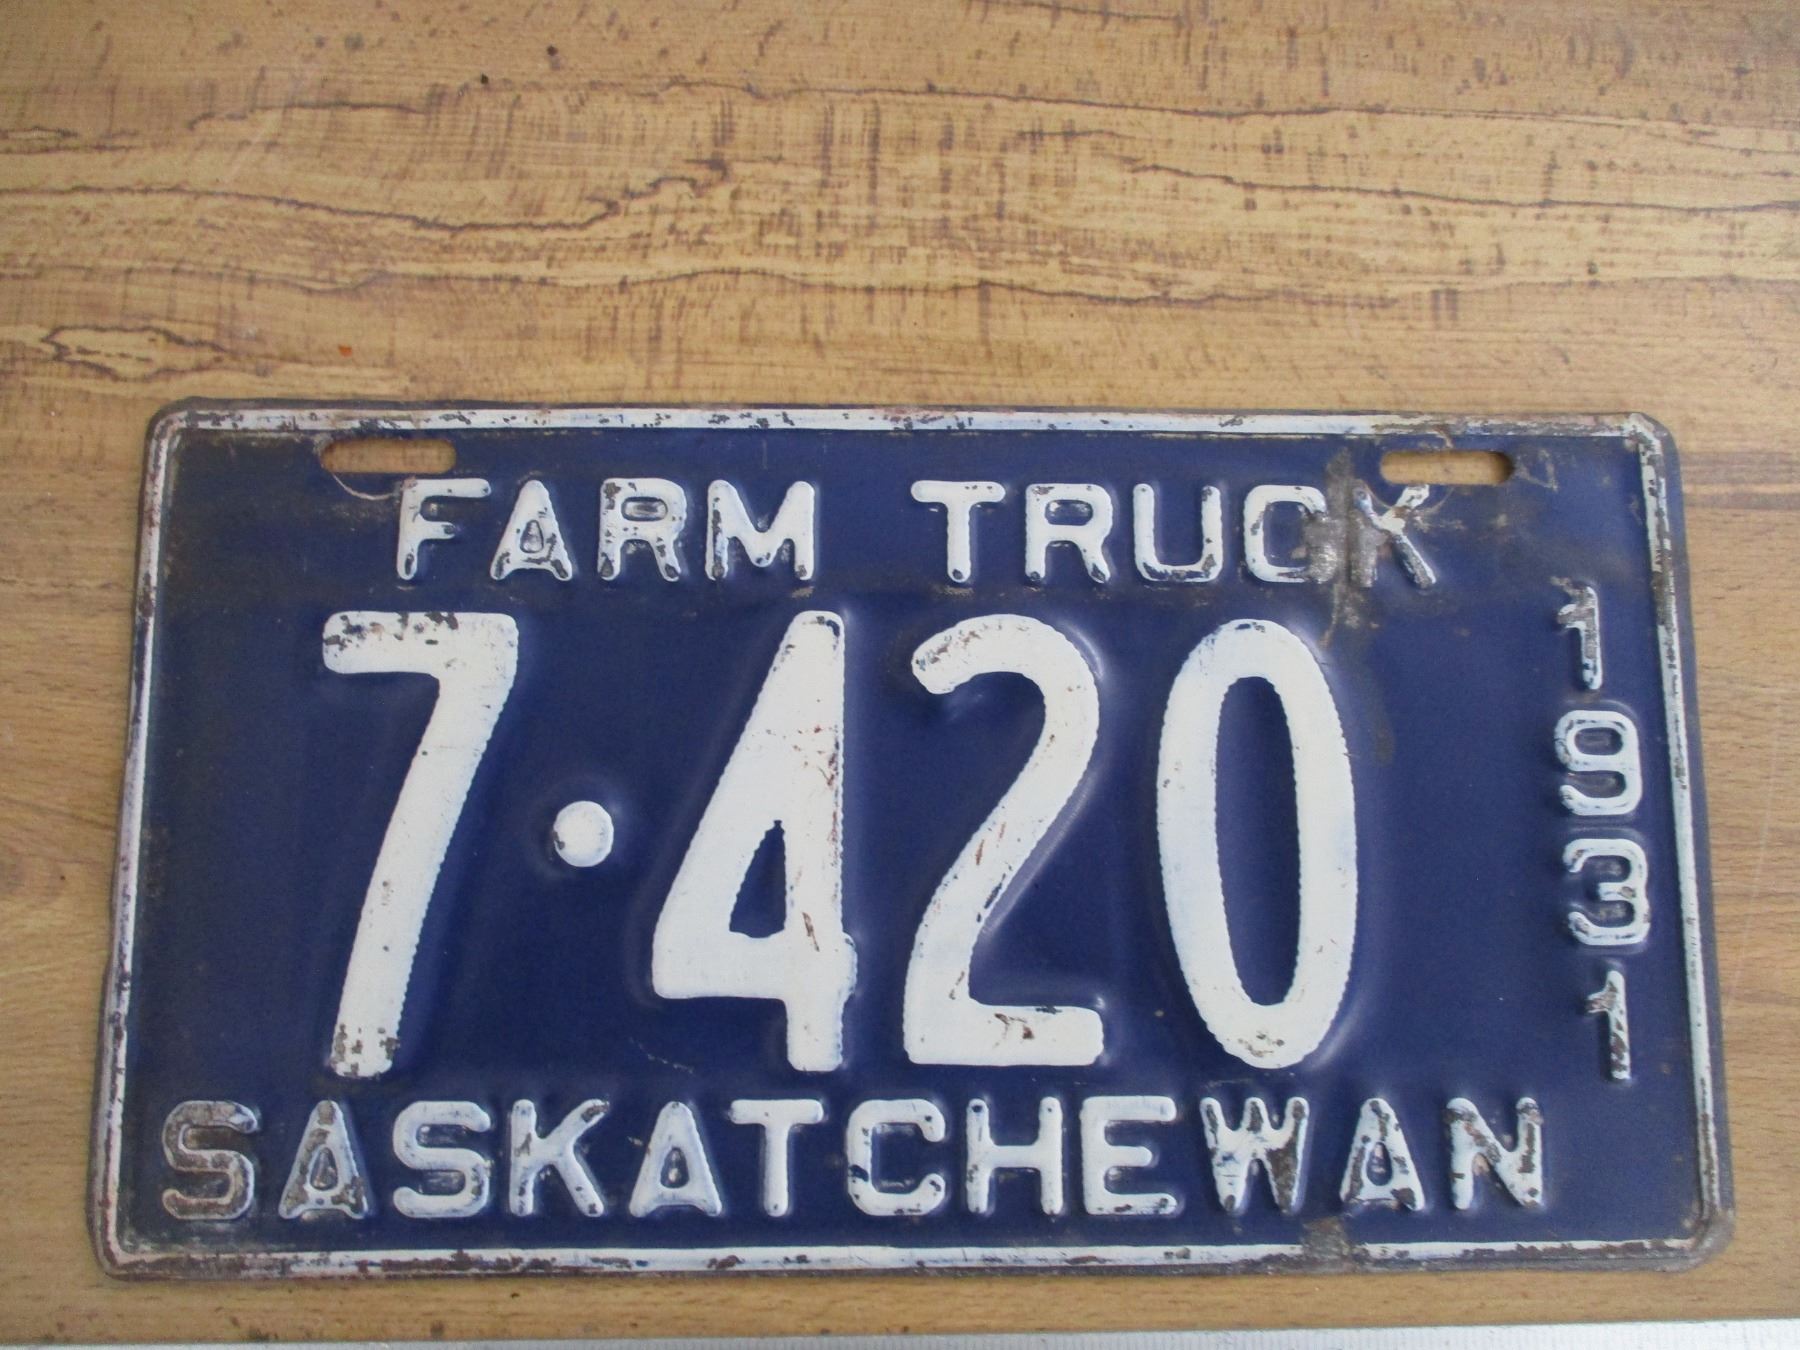 FARM TRUCK
7·420
1931
SASKATCHEWAN